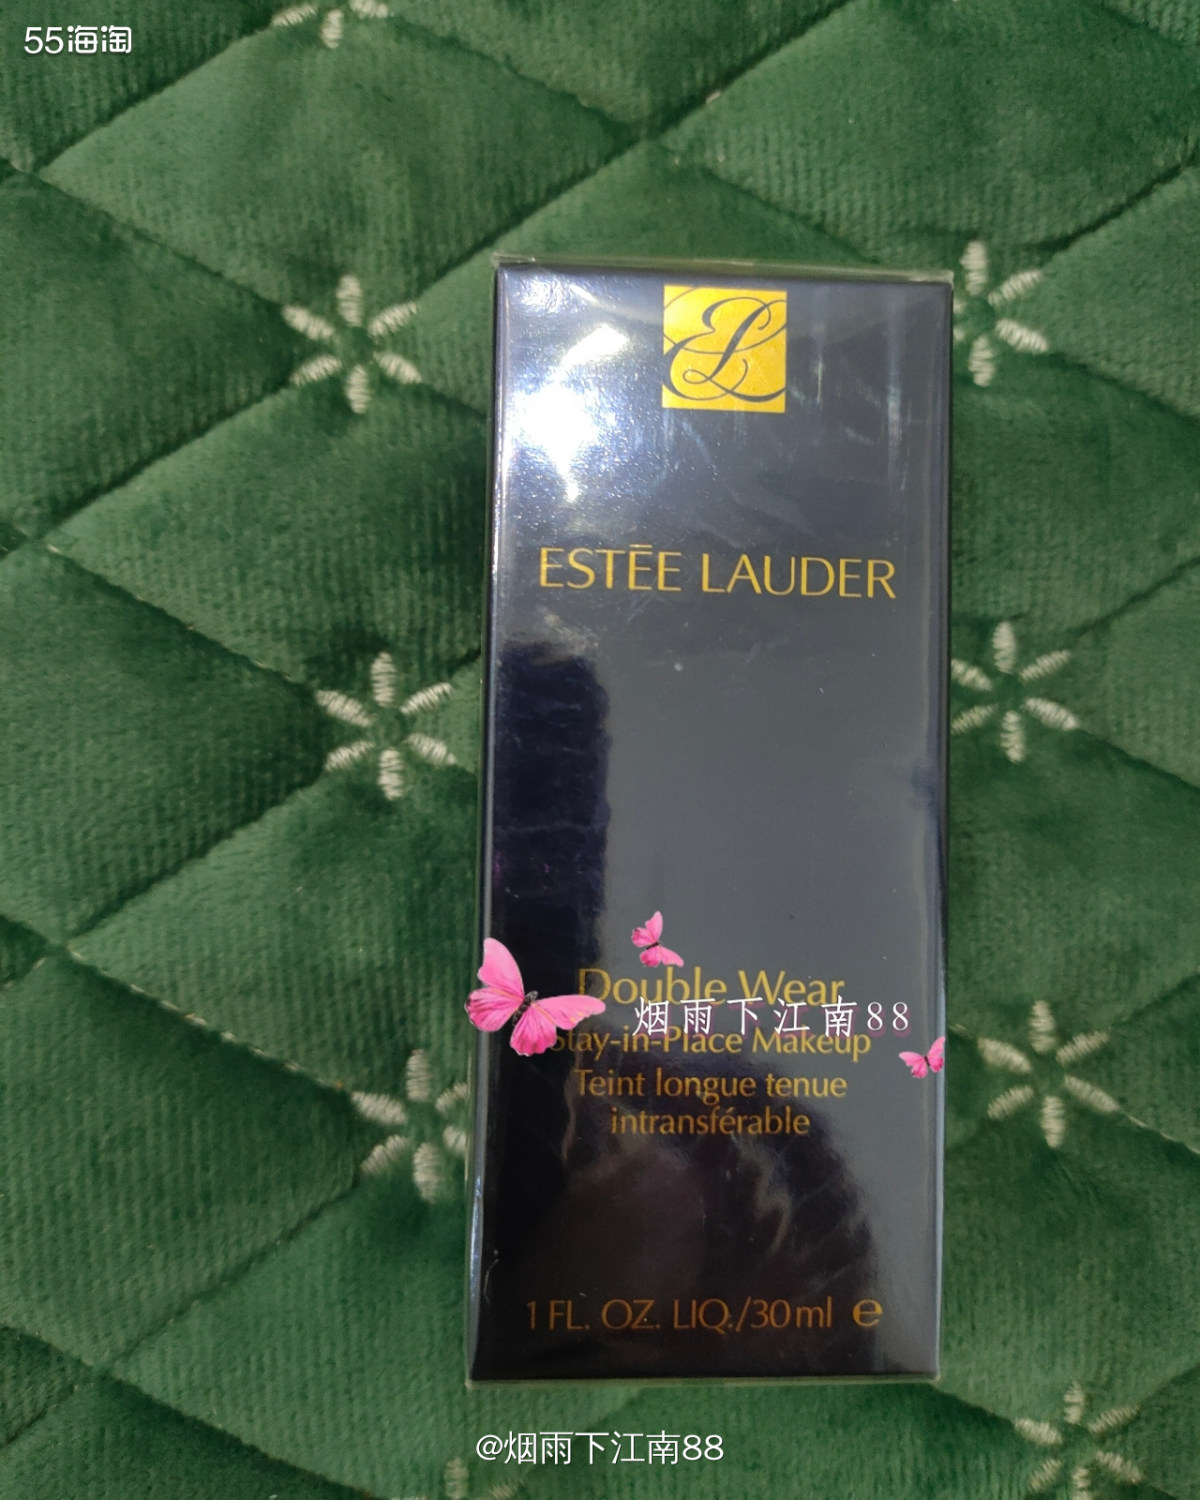 55海淘
EL
ESTĒE LAUDER
Double Wear
烟雨下江南88
Stay-in-Place Makeup
Teint longue tenue
intransférable
1 FL. OZ. LIQ./30ml e
@烟雨下江南88